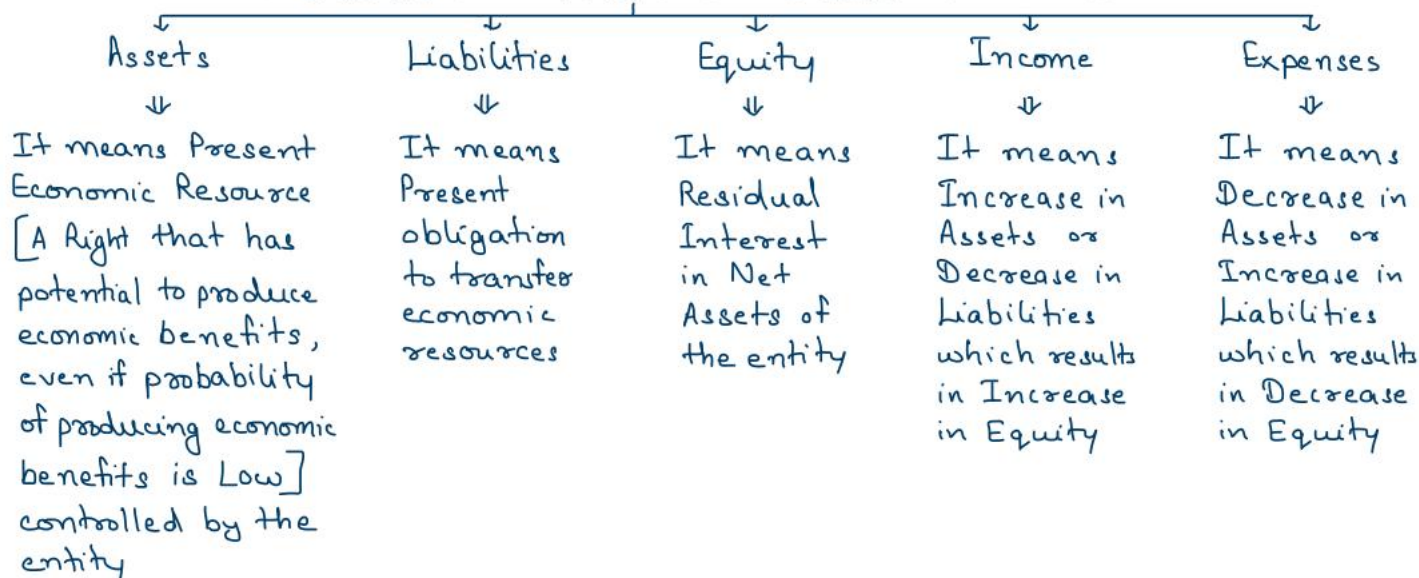 Assets
Liabilities
Equity
Income
Expenses
It means Present
Economic Resource
[A Right that has
potential to produce
economic benefits,
even if probability
of producing economic
benefits is Low]
controlled by the
entity
It means
Present
obligation
to transfer
economic
resources
It means
Residual
Interest
in Net
Assets of
the entity
It means
Increase in
Assets or
Decrease in
Liabilities
which results
in Increase
in Equity
It means
Decrease in
Assets or
Increase in
Liabilities
which results
in Decrease
in Equity